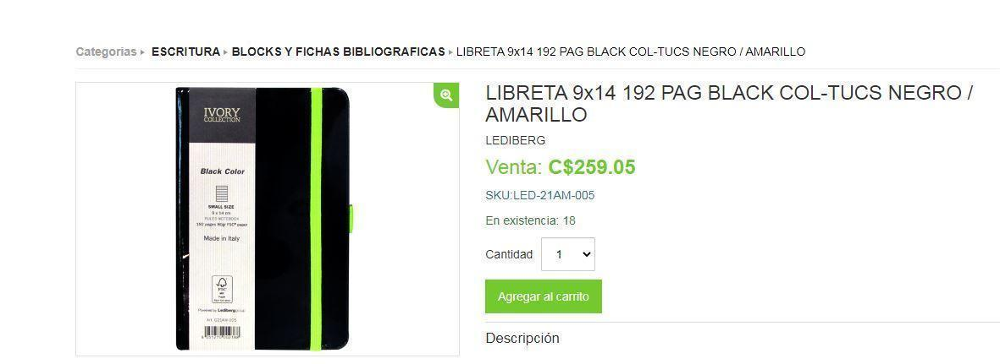 Categorias ▸ ESCRITURA ▸ BLOCKS Y FICHAS BIBLIOGRAFICAS ▸ LIBRETA 9x14 192 PAG BLACK COL-TUCS NEGRO / AMARILLO
IVORY
COLLECTION
Black Color
SMALL SIZE
9 x 14 cm
RULED NOTEBOOK
192 pages 80gr FSC® paper
Made in Italy
FSC
Powered by Lediberggroup
LIBRETA 9x14 192 PAG BLACK COL-TUCS NEGRO /
AMARILLO
LEDIBERG
Venta: C$259.05
SKU:LED-21AM-005
En existencia: 18
Cantidad 1
Agregar al carrito
Descripción